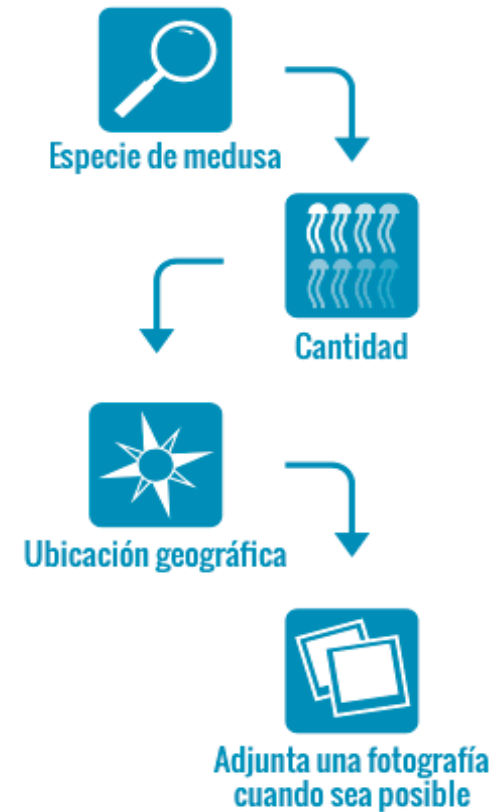 Especie de medusa
Cantidad
Ubicación geográfica
Adjunta una fotografía
cuando sea posible